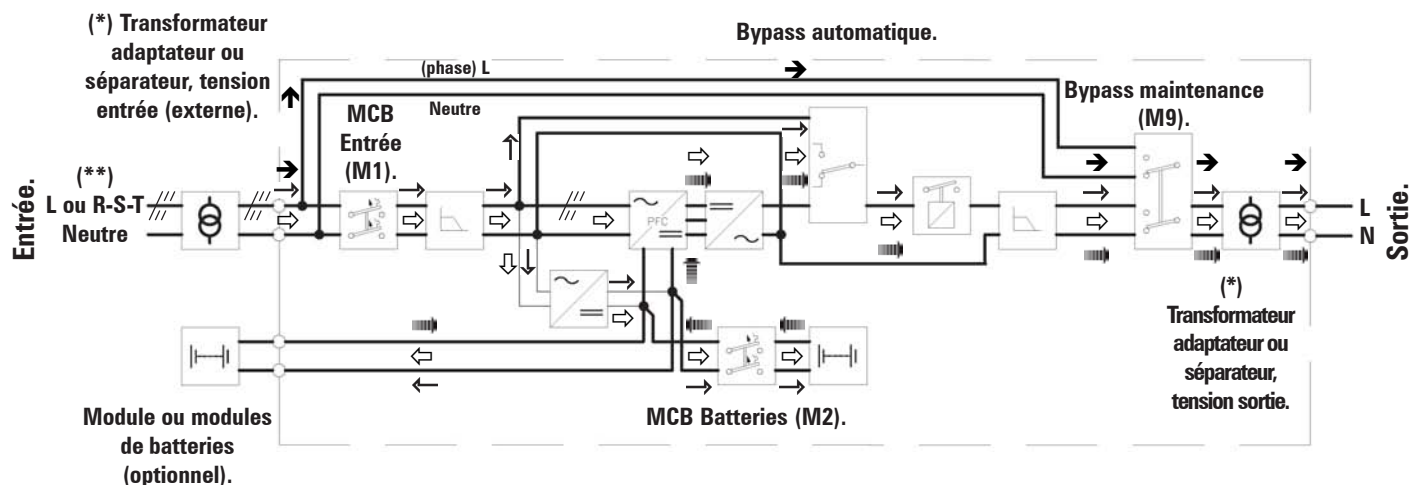 (*) Transformateur
adaptateur ou
séparateur, tension
entrée (externe).
Bypass automatique.
(phase) L
Neutre
MCB
Entrée
(M1).
Bypass maintenance
(M9).
Entrée.
(**)
L ou R-S-T
Neutre
PFC
L
N
Sortie.
(*)
Transformateur
adaptateur ou
séparateur,
tension sortie.
Module ou modules
de batteries
(optionnel).
MCB Batteries (M2).